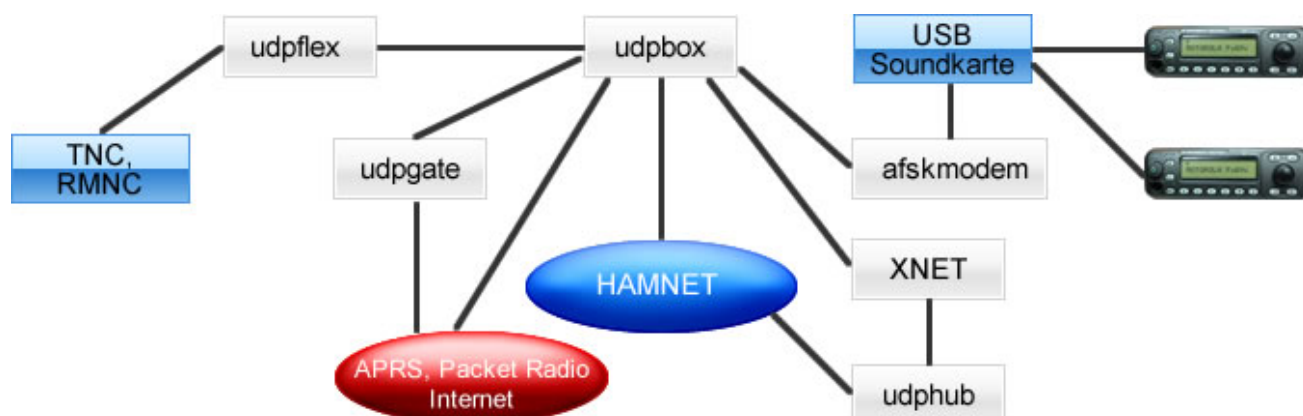 udpflex
udpbox
USB
Soundkarte
TNC,
RMNC
udpgate
afskmodem
HAMNET
XNET
APRS, Packet Radio
Internet
udphub